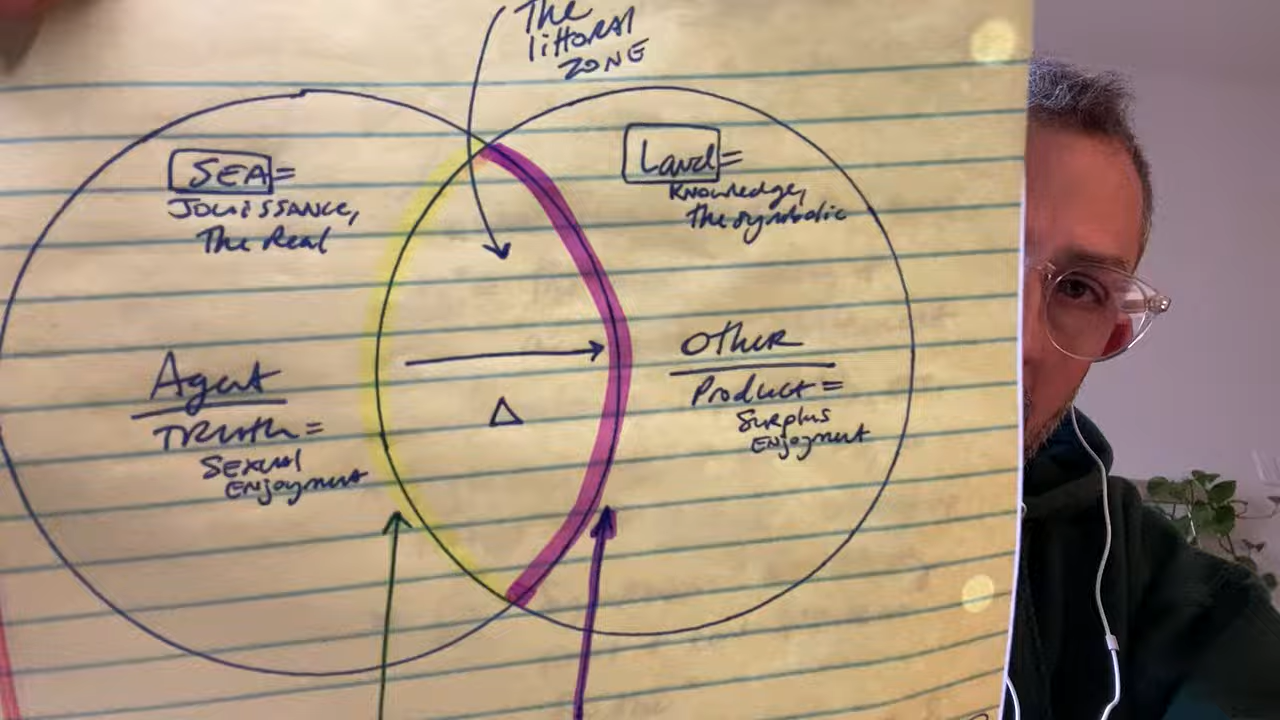 The
littoral
ZONE
SEA=
Jouissance,
The Real
Land=
Knowledge,
The symbolic
Agent
TRUTH=
Sexual
Enjoyment
Δ
Other
Product=
Surplus
Enjoyment